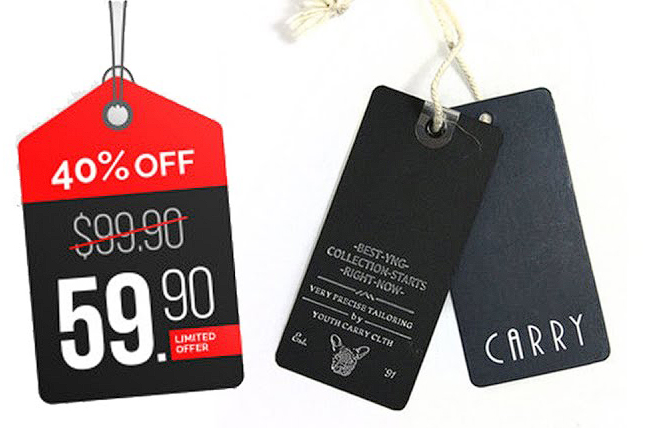 40% OFF
$99.90
59.90
LIMITED
OFFER
-BEST-YNG-
COLLECTION-STARTS
-RIGHT-NOW-
VERY PRECISE TAILORING
by
YOUTH CARRY CLTH
Est. '91
CARRY